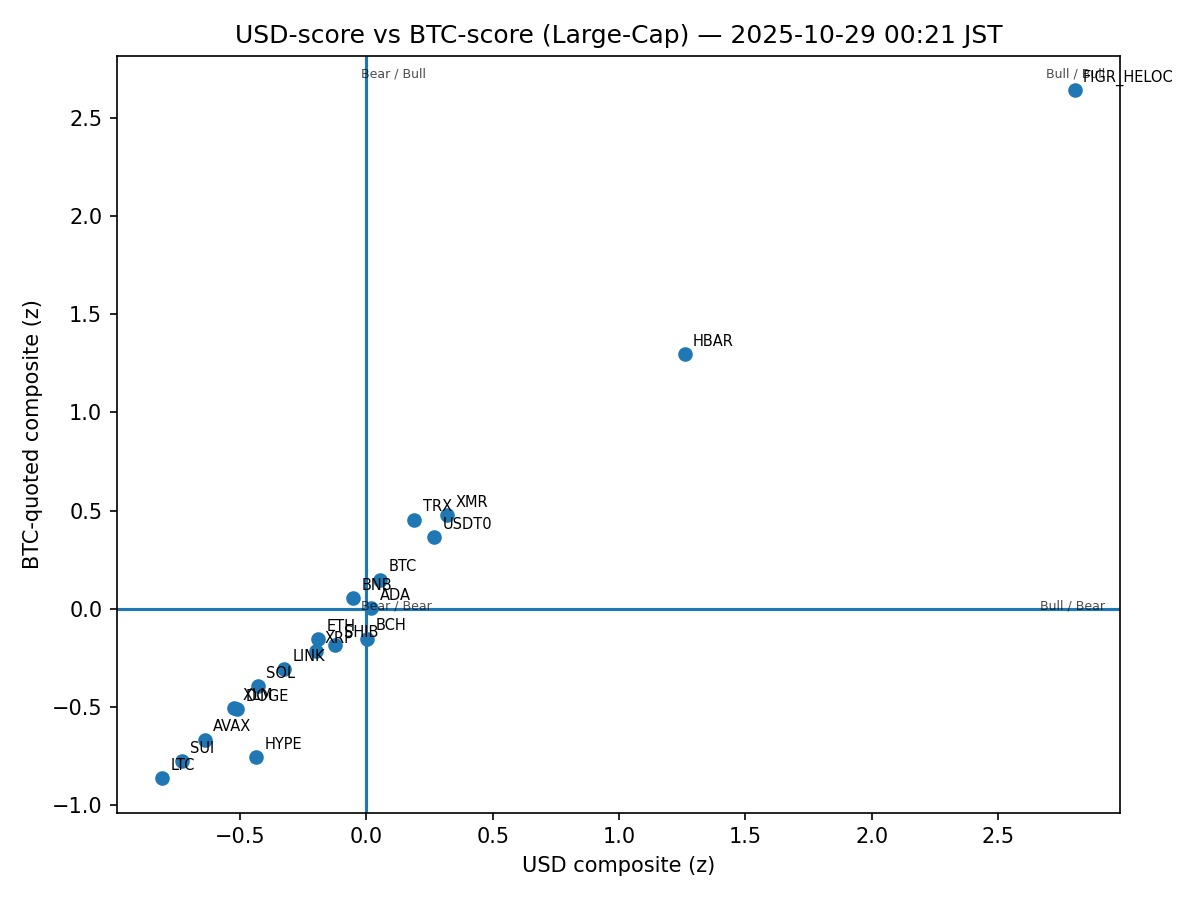 USD-score vs BTC-score (Large-Cap) — 2025-10-29 00:21 JST
Bear / Bull
Bull / Bull
FIGR_HELOC
HBAR
TRX
XMR
USDT0
BTC
BNB
ADA
Bear / Bear
Bull / Bear
BCH
ETH
SHIB
XRP
LINK
SOL
XLM
DOGE
AVAX
HYPE
SUI
LTC
2.5
2.0
1.5
1.0
0.5
0.0
−0.5
−1.0
BTC-quoted composite (z)
−0.5
0.0
0.5
1.0
1.5
2.0
2.5
USD composite (z)